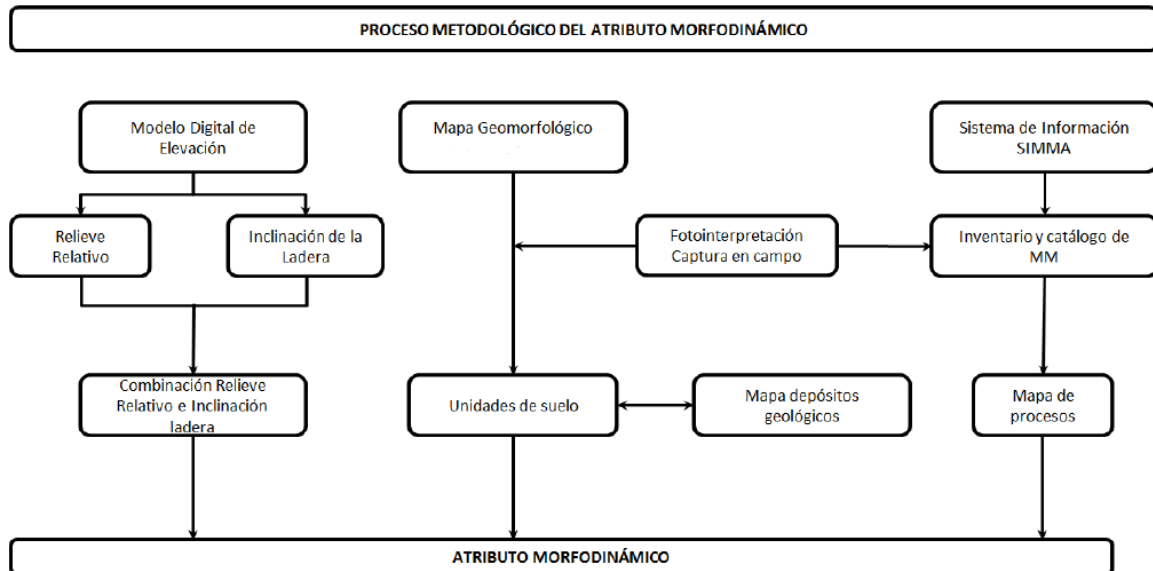 PROCESO METODOLÓGICO DEL ATRIBUTO MORFODINÁMICO
Modelo Digital de
Elevación
Mapa Geomorfológico
Sistema de Información
SIMMA
Relieve
Relativo
Inclinación de la
Ladera
Fotointerpretación
Captura en campo
Inventario y catálogo de
MM
Combinación Relieve
Relativo e Inclinación
ladera
Unidades de suelo
Mapa depósitos
geológicos
Mapa de
procesos
ATRIBUTO MORFODINÁMICO